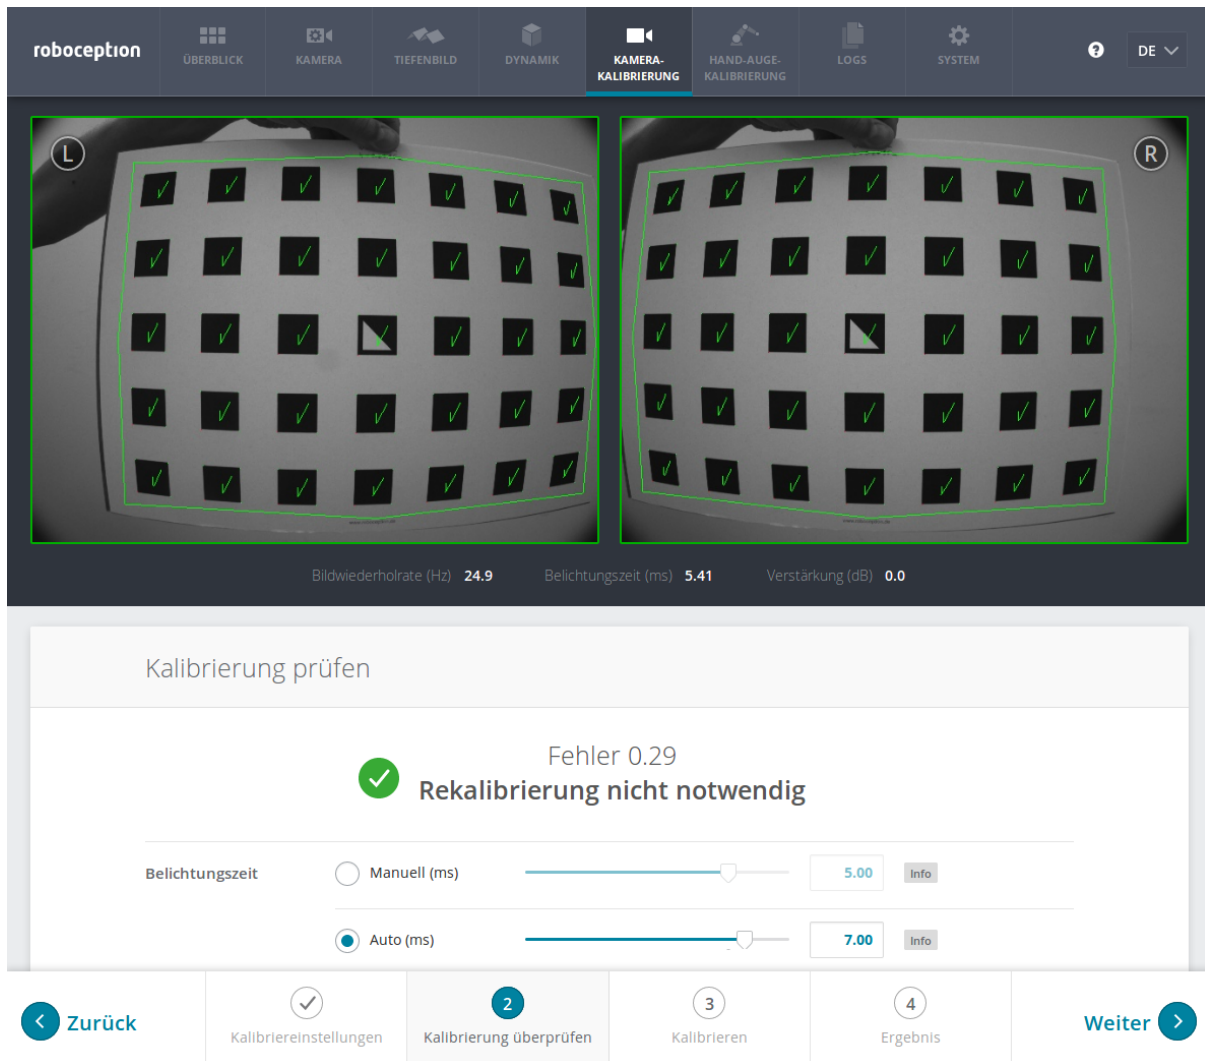 roboception
ÜBERBLICK
KAMERA
TIEFENBILD
DYNAMIK
KAMERA-
KALIBRIERUNG
HAND-AUGE-
KALIBRIERUNG
LOGS
SYSTEM
?
DE
L
R
Bildwiederholrate (Hz) 24.9 Belichtungszeit (ms) 5.41 Verstärkung (dB) 0.0
Kalibrierung prüfen
Fehler 0.29
Rekalibrierung nicht notwendig
Belichtungszeit Manuell (ms) 5.00 Info
Auto (ms) 7.00 Info
Zurück
Kalibriereinstellungen
2
Kalibrierung überprüfen
3
Kalibrieren
4
Ergebnis
Weiter